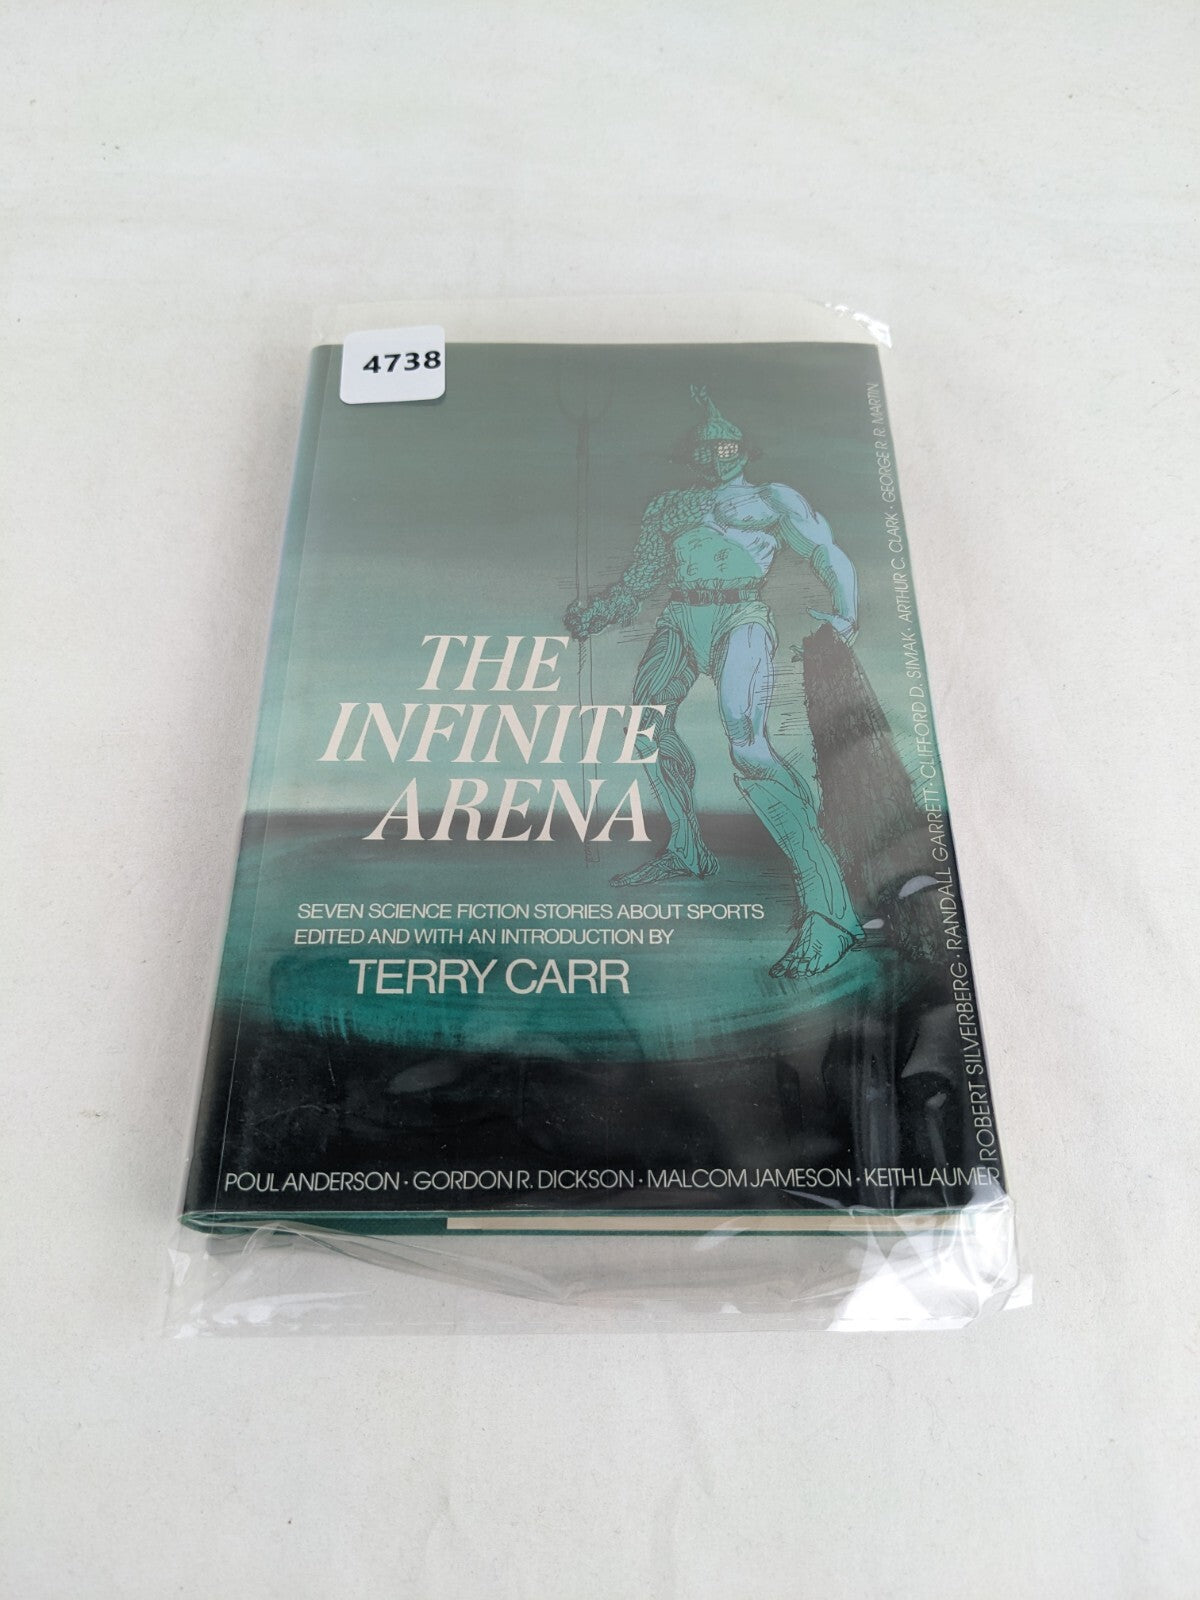 4738
THE
INFINITE
ARENA
SEVEN SCIENCE FICTION STORIES ABOUT SPORTS
EDITED AND WITH AN INTRODUCTION BY
TERRY CARR
POUL ANDERSON · GORDON R. DICKSON · MALCOM JAMESON · KEITH LAUMER
ROBERT SILVERBERG · RANDALL GARRETT · CLIFFORD D. SIMAK · ARTHUR C. CLARK · GEORGE R. R. MARTIN